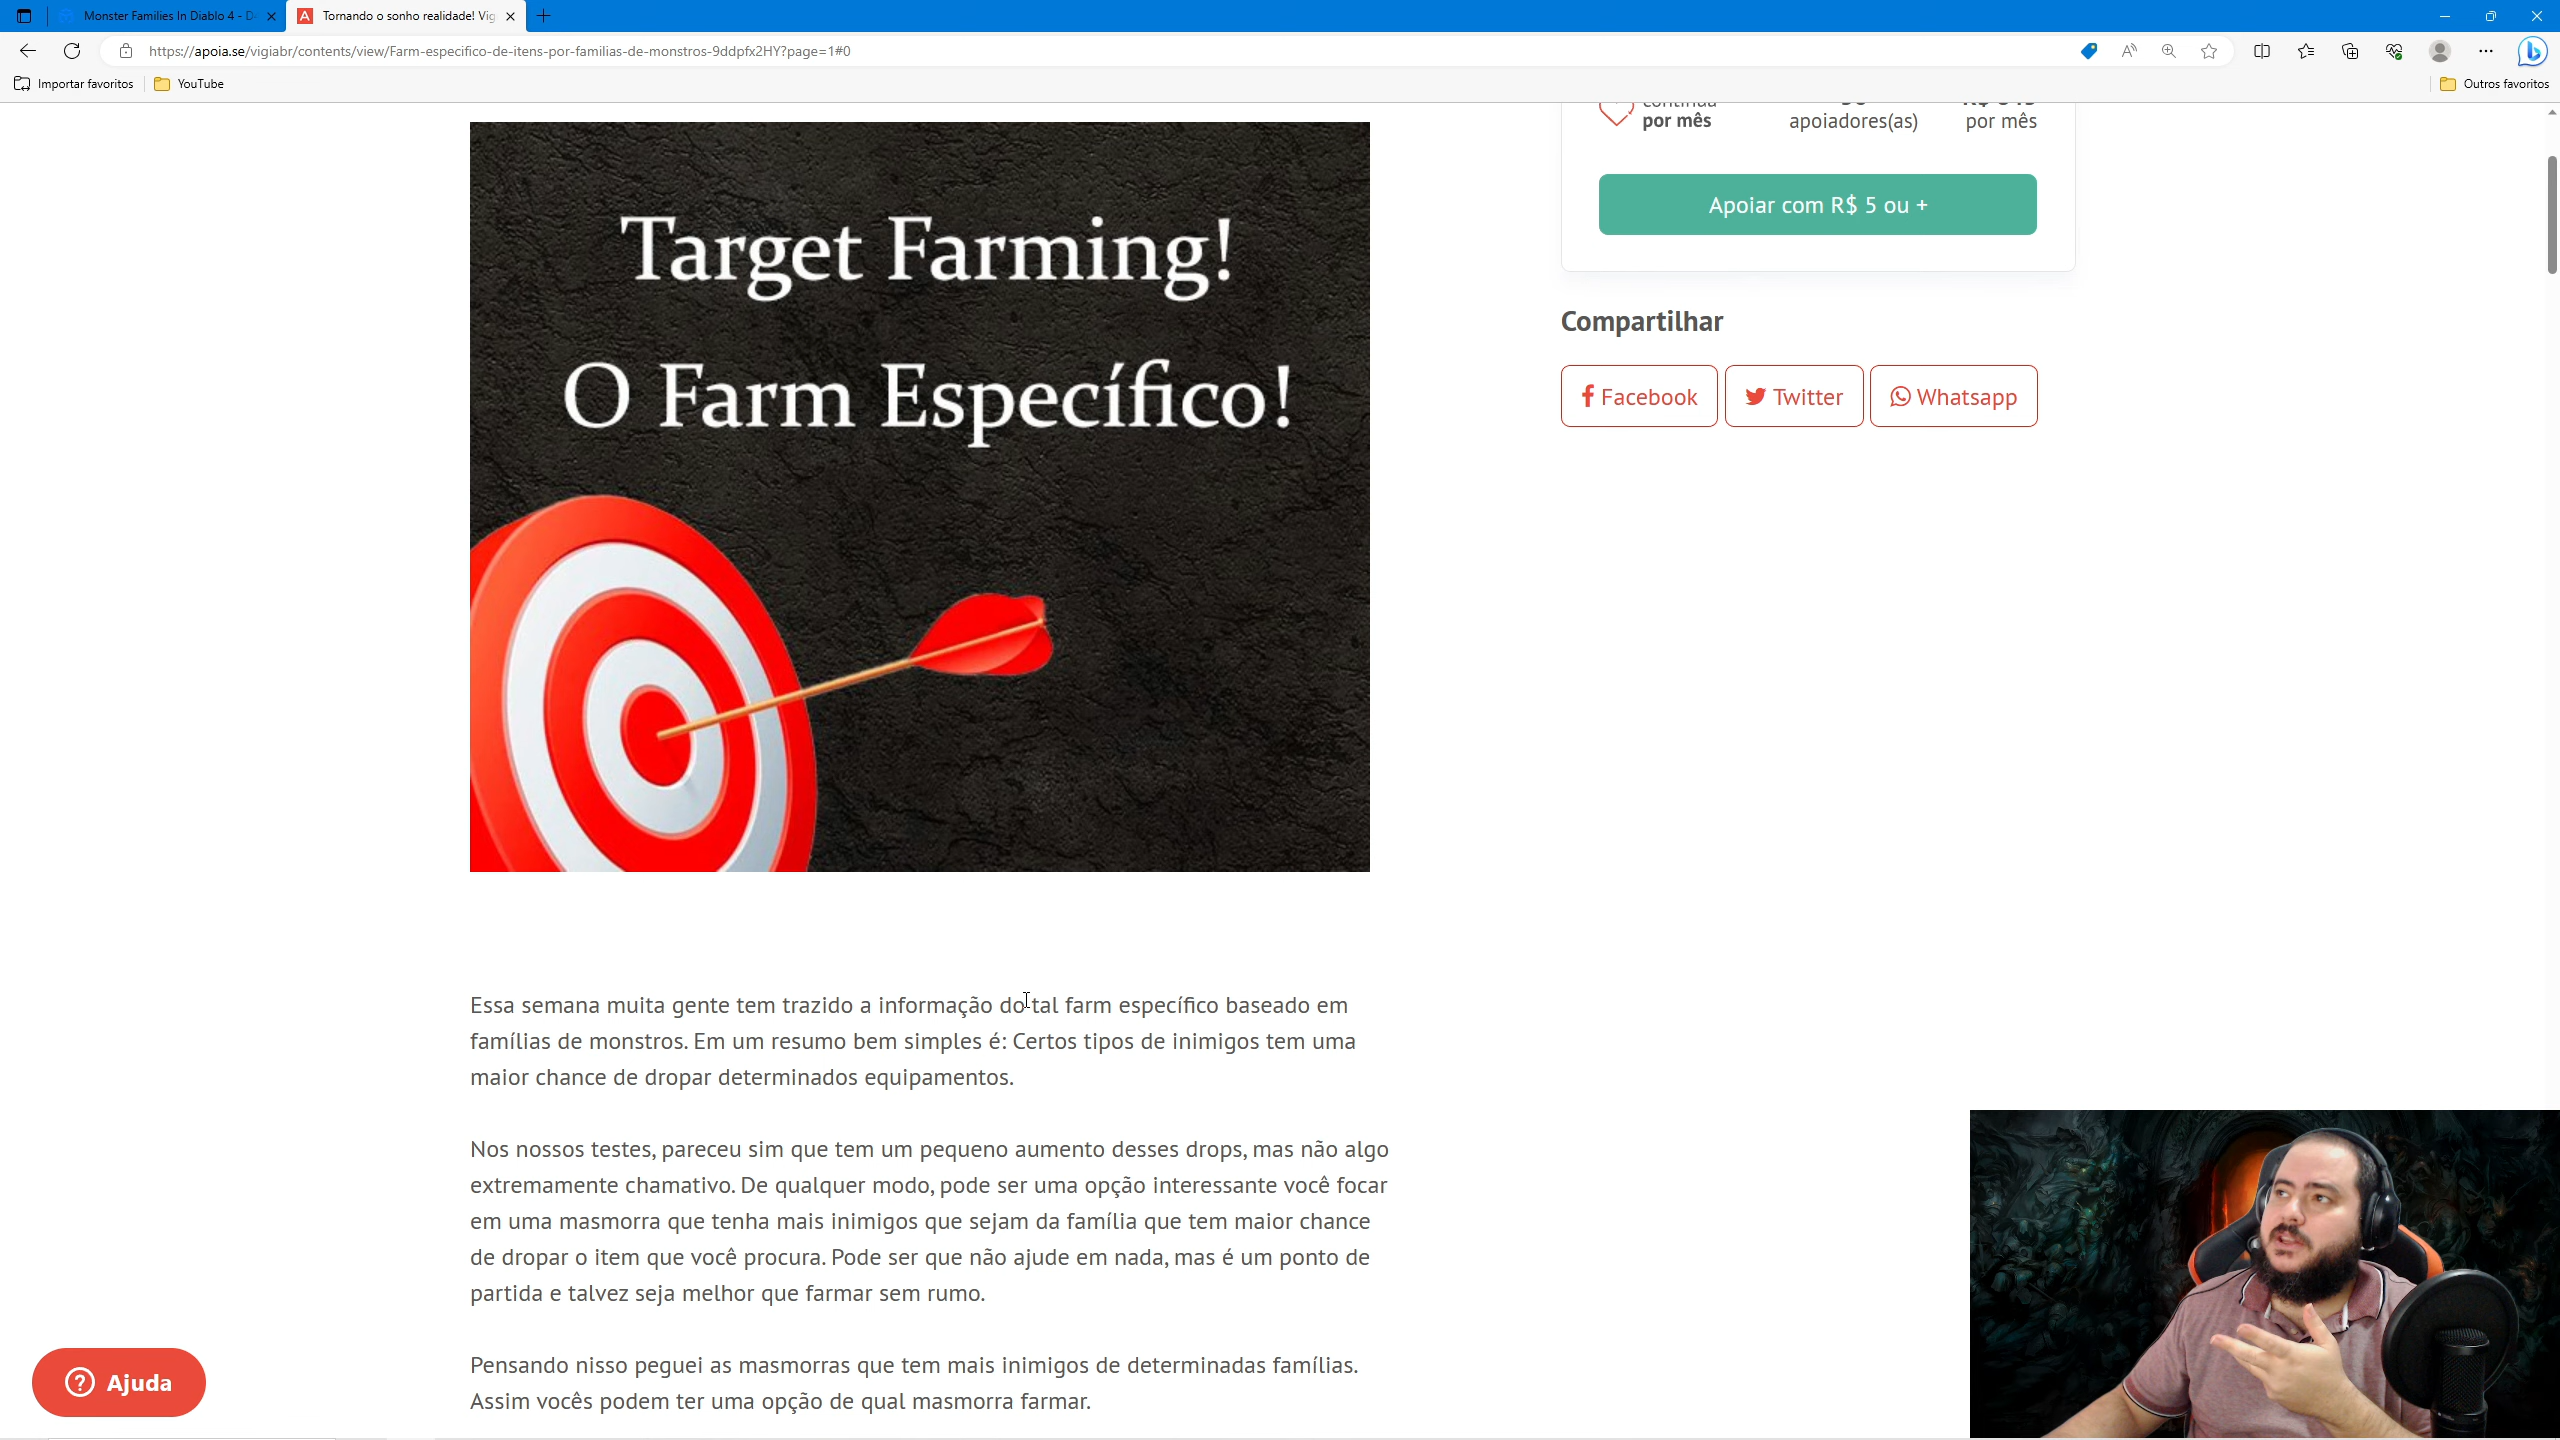 Monster Families In Diablo 4 - D
Tornando o sonho realidade! Vig
https://apoia.se/vigiabr/contents/view/Farm-especifico-de-itens-por-familias-de-monstros-9ddpfx2HY?page=1#0
Importar favoritos
YouTube
Outros favoritos
por mês
apoiadores(as)
por mês
Apoiar com R$ 5 ou +
Compartilhar
Facebook
Twitter
Whatsapp
Target Farming!
O Farm Específico!
Essa semana muita gente tem trazido a informação do tal farm específico baseado em
famílias de monstros. Em um resumo bem simples é: Certos tipos de inimigos tem uma
maior chance de dropar determinados equipamentos.
Nos nossos testes, pareceu sim que tem um pequeno aumento desses drops, mas não algo
extremamente chamativo. De qualquer modo, pode ser uma opção interessante você focar
em uma masmorra que tenha mais inimigos que sejam da família que tem maior chance
de dropar o item que você procura. Pode ser que não ajude em nada, mas é um ponto de
partida e talvez seja melhor que farmar sem rumo.
Pensando nisso peguei as masmorras que tem mais inimigos de determinadas famílias.
Assim vocês podem ter uma opção de qual masmorra farmar.
Ajuda